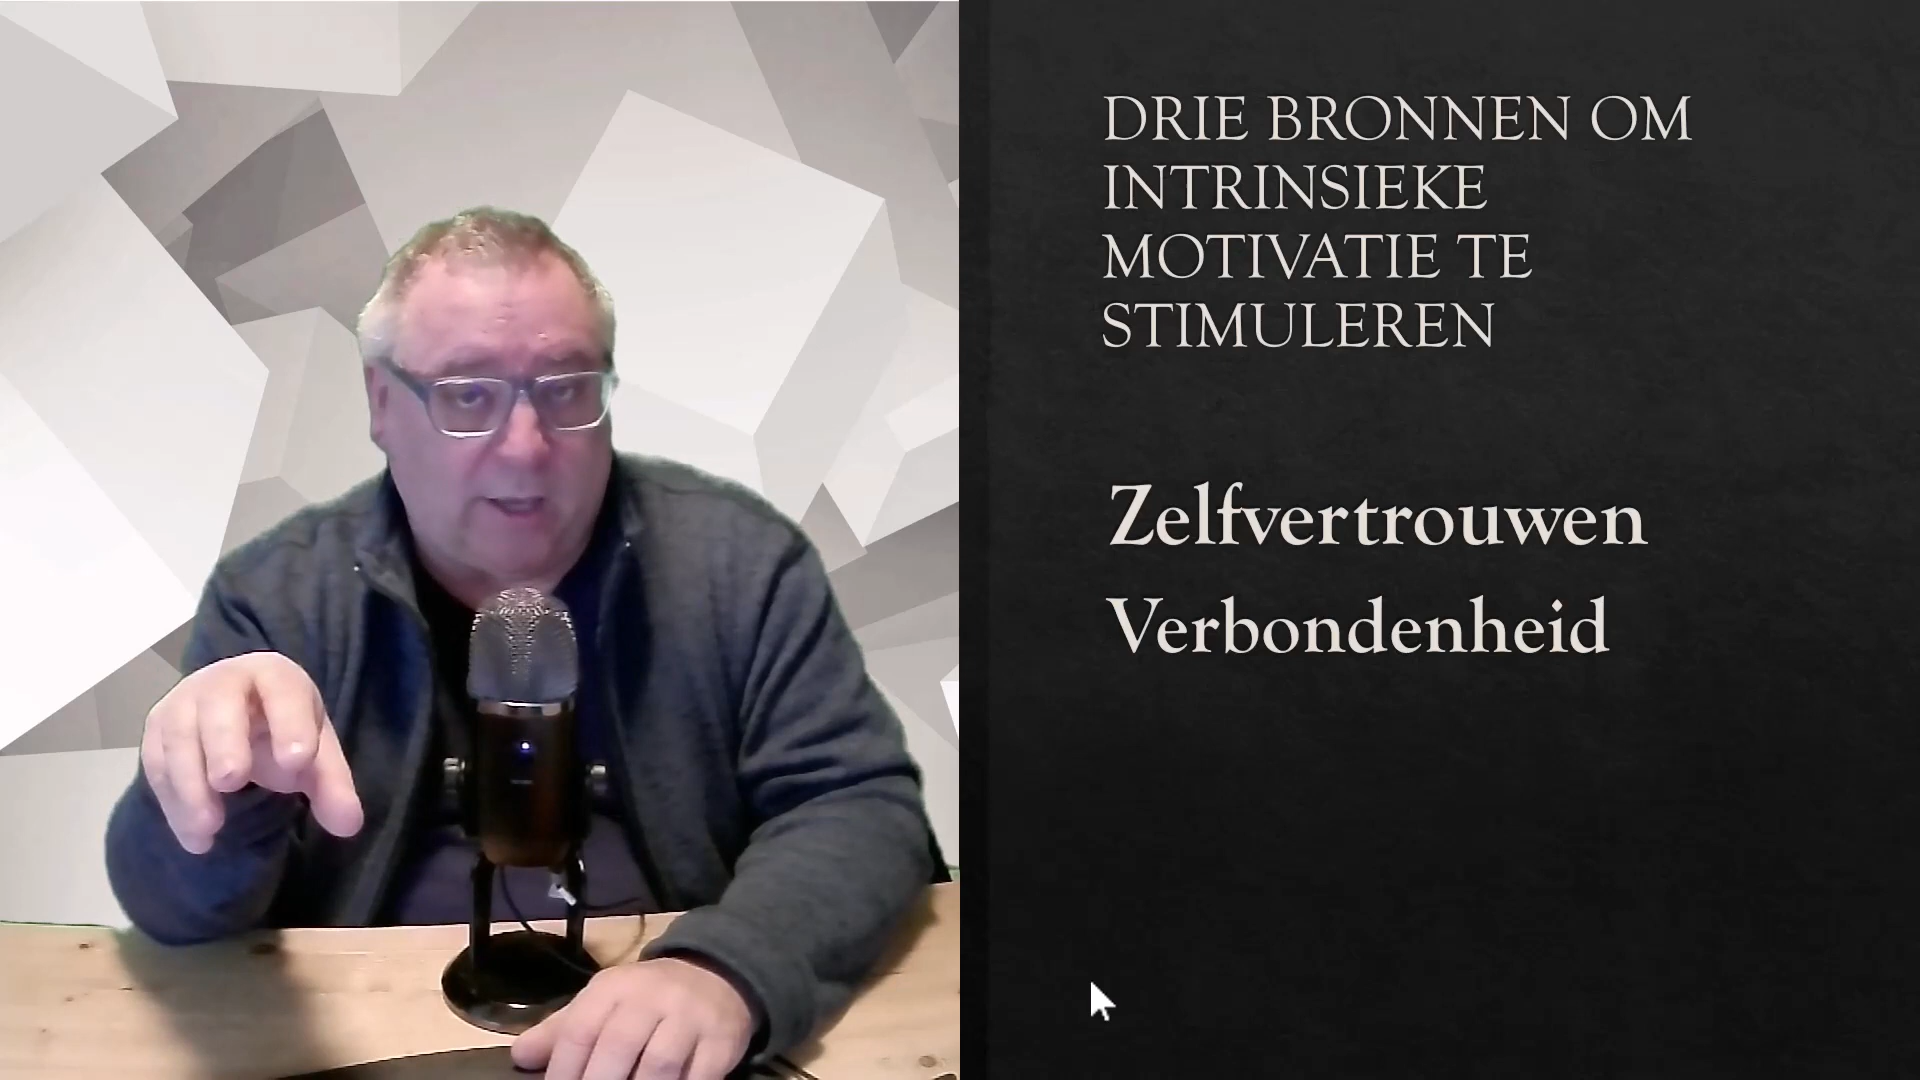 DRIE BRONNEN OM
INTRINSIEKE
MOTIVATIE TE
STIMULEREN
Zelfvertrouwen
Verbondenheid